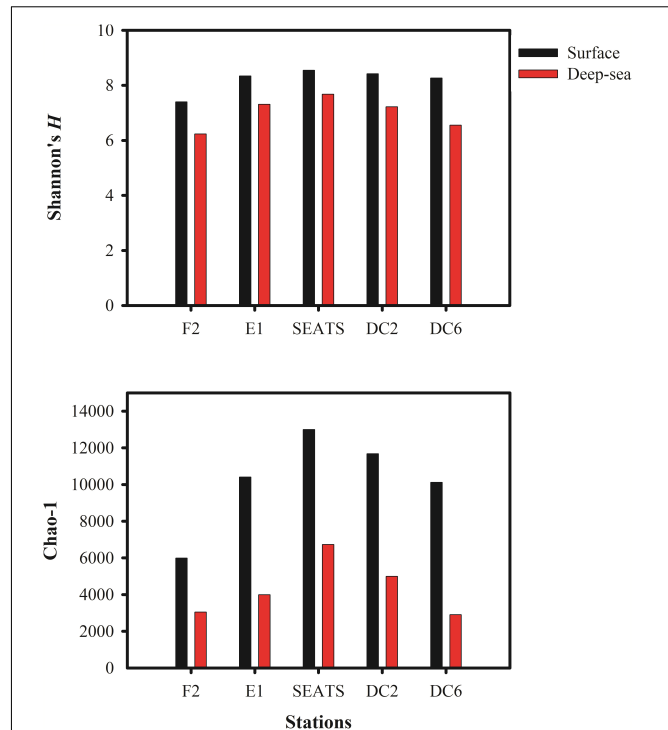 Surface
Deep-sea
Shannon's H
10
8
6
4
2
0
F2 E1 SEATS DC2 DC6
Chao-1
14000
12000
10000
8000
6000
4000
2000
0
F2 E1 SEATS DC2 DC6
Stations